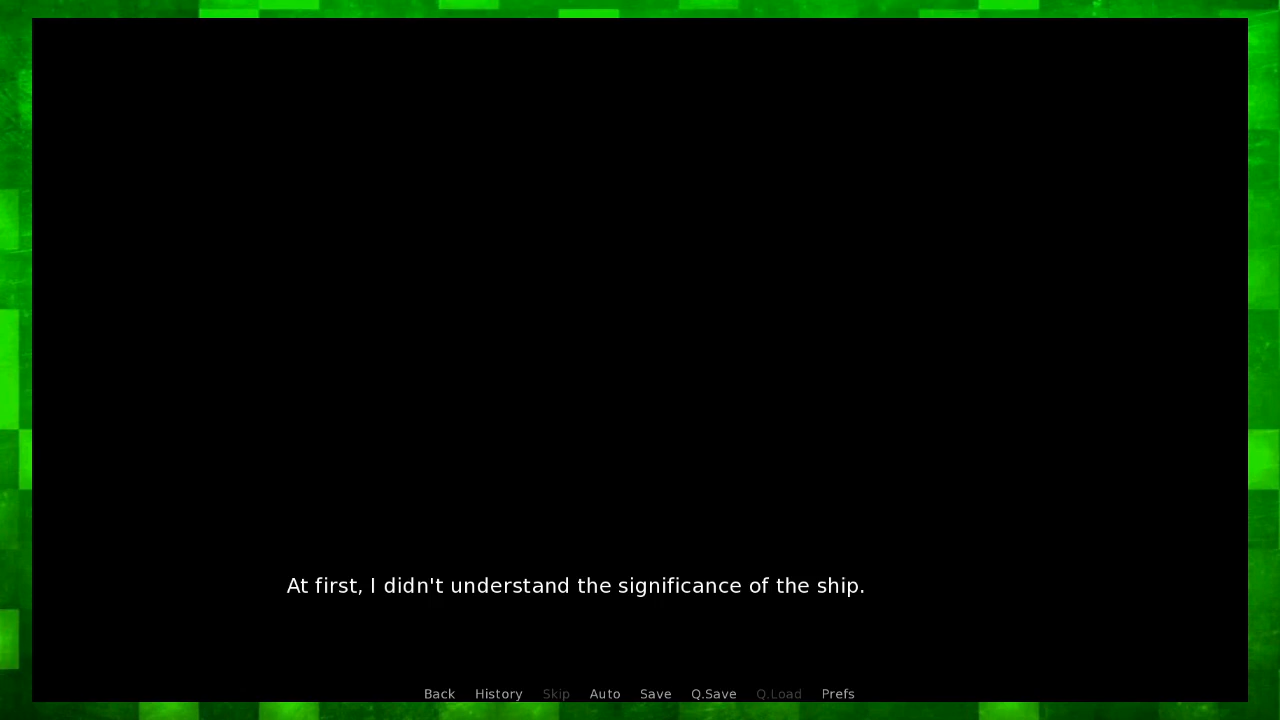 At first, I didn't understand the significance of the ship.
Back History Skip Auto Save Q.Save Q.Load Prefs